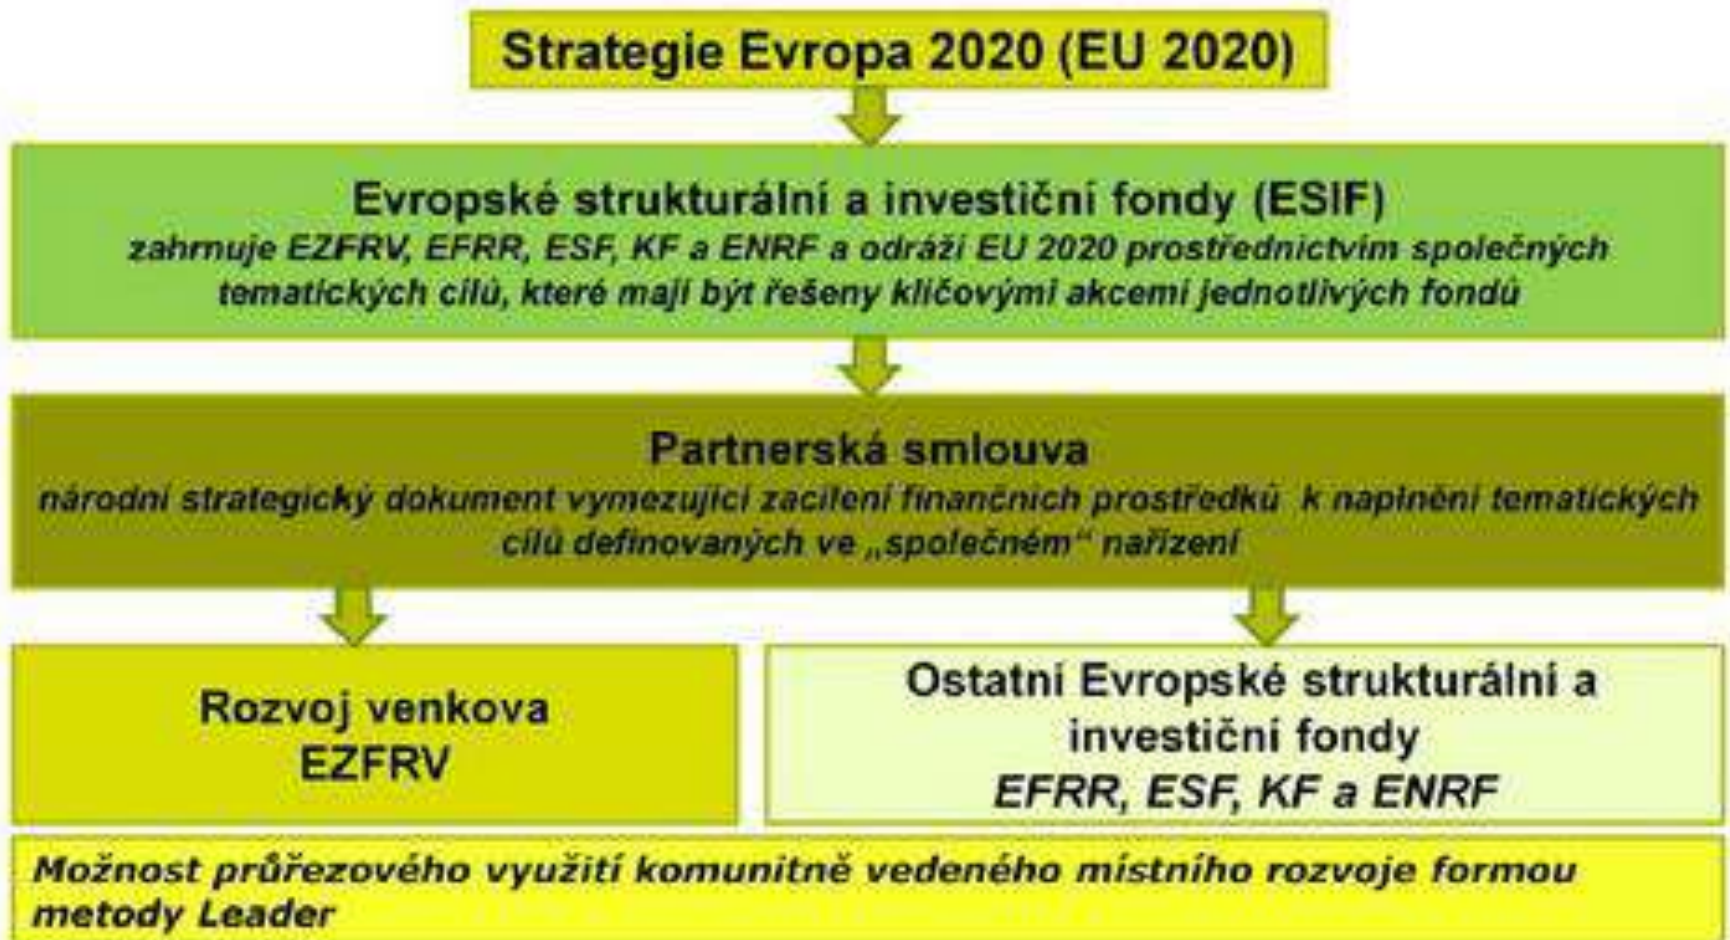 Strategie Evropa 2020 (EU 2020)
Evropské strukturální a investiční fondy (ESIF)
zahrnuje EZFRV, EFRR, ESF, KF a ENRF a odráží EU 2020 prostřednictvím společných
tematických cílů, které mají být řešeny klíčovými akcemi jednotlivých fondů
Partnerská smlouva
národní strategický dokument vymezující zacílení finančních prostředků k naplnění tematických
cílů definovaných ve „společném“ nařízení
Rozvoj venkova
EZFRV
Ostatní Evropské strukturální a
investiční fondy
EFRR, ESF, KF a ENRF
Možnost průřezového využití komunitně vedeného místního rozvoje formou
metody Leader